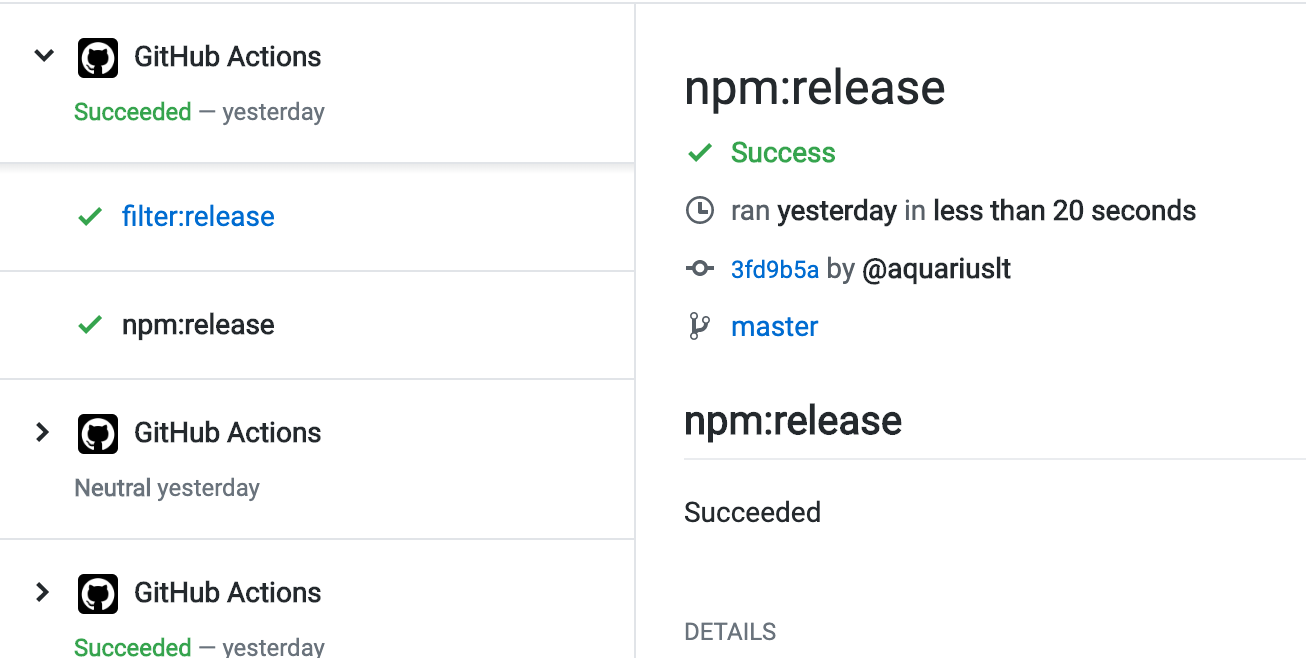 GitHub Actions
Succeeded — yesterday
filter:release
npm:release
GitHub Actions
Neutral yesterday
GitHub Actions
Succeeded — yesterday
npm:release
Success
ran yesterday in less than 20 seconds
3fd9b5a by @aquariuslt
master
npm:release
Succeeded
DETAILS